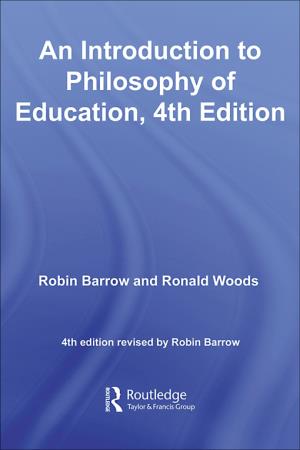 An Introduction to
Philosophy of
Education, 4th Edition
Robin Barrow and Ronald Woods
4th edition revised by Robin Barrow
ROUTLEDGE
Routledge
Taylor & Francis Group